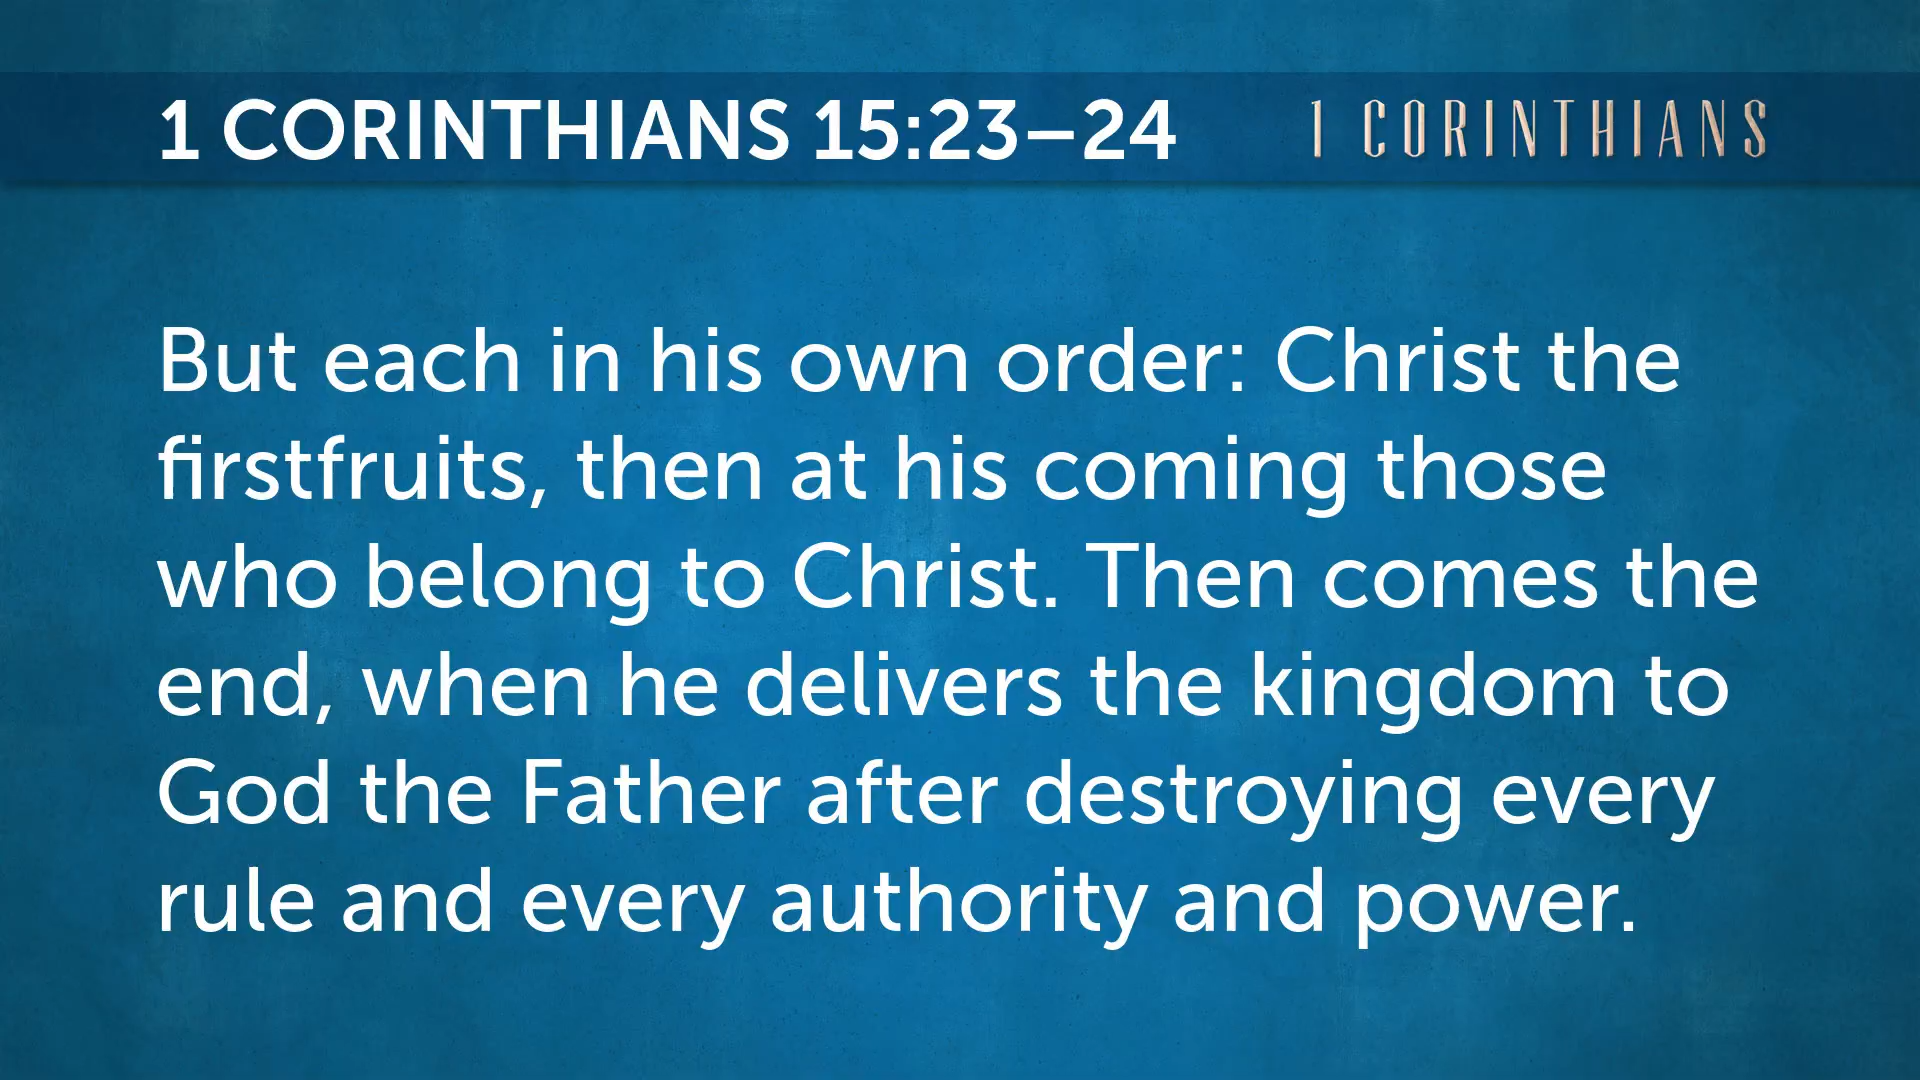 1 CORINTHIANS 15:23–24
1 CORINTHIANS
But each in his own order: Christ the
firstfruits, then at his coming those
who belong to Christ. Then comes the
end, when he delivers the kingdom to
God the Father after destroying every
rule and every authority and power.